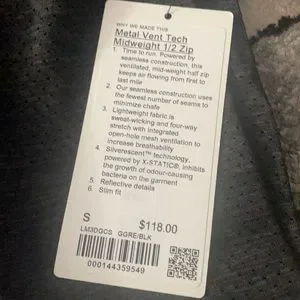 WHY WE MADE THIS
Metal Vent Tech
Midweight 1/2 Zip
1. Time to run. Powered by
seamless construction, this
ventilated, mid-weight half zip
keeps air flowing from first to
last mile
2. Our seamless construction uses
the fewest number of seams to
minimize chafe
3. Lightweight fabric is
sweat-wicking and four-way
stretch with integrated
open-hole mesh ventilation to
increase breathability
4. Silverescent™ technology,
powered by X-STATIC®, inhibits
the growth of odour-causing
bacteria on the garment
5. Reflective details
6. Slim fit
S
$118.00
LM3DGCS GGRE/BLK
000144359549